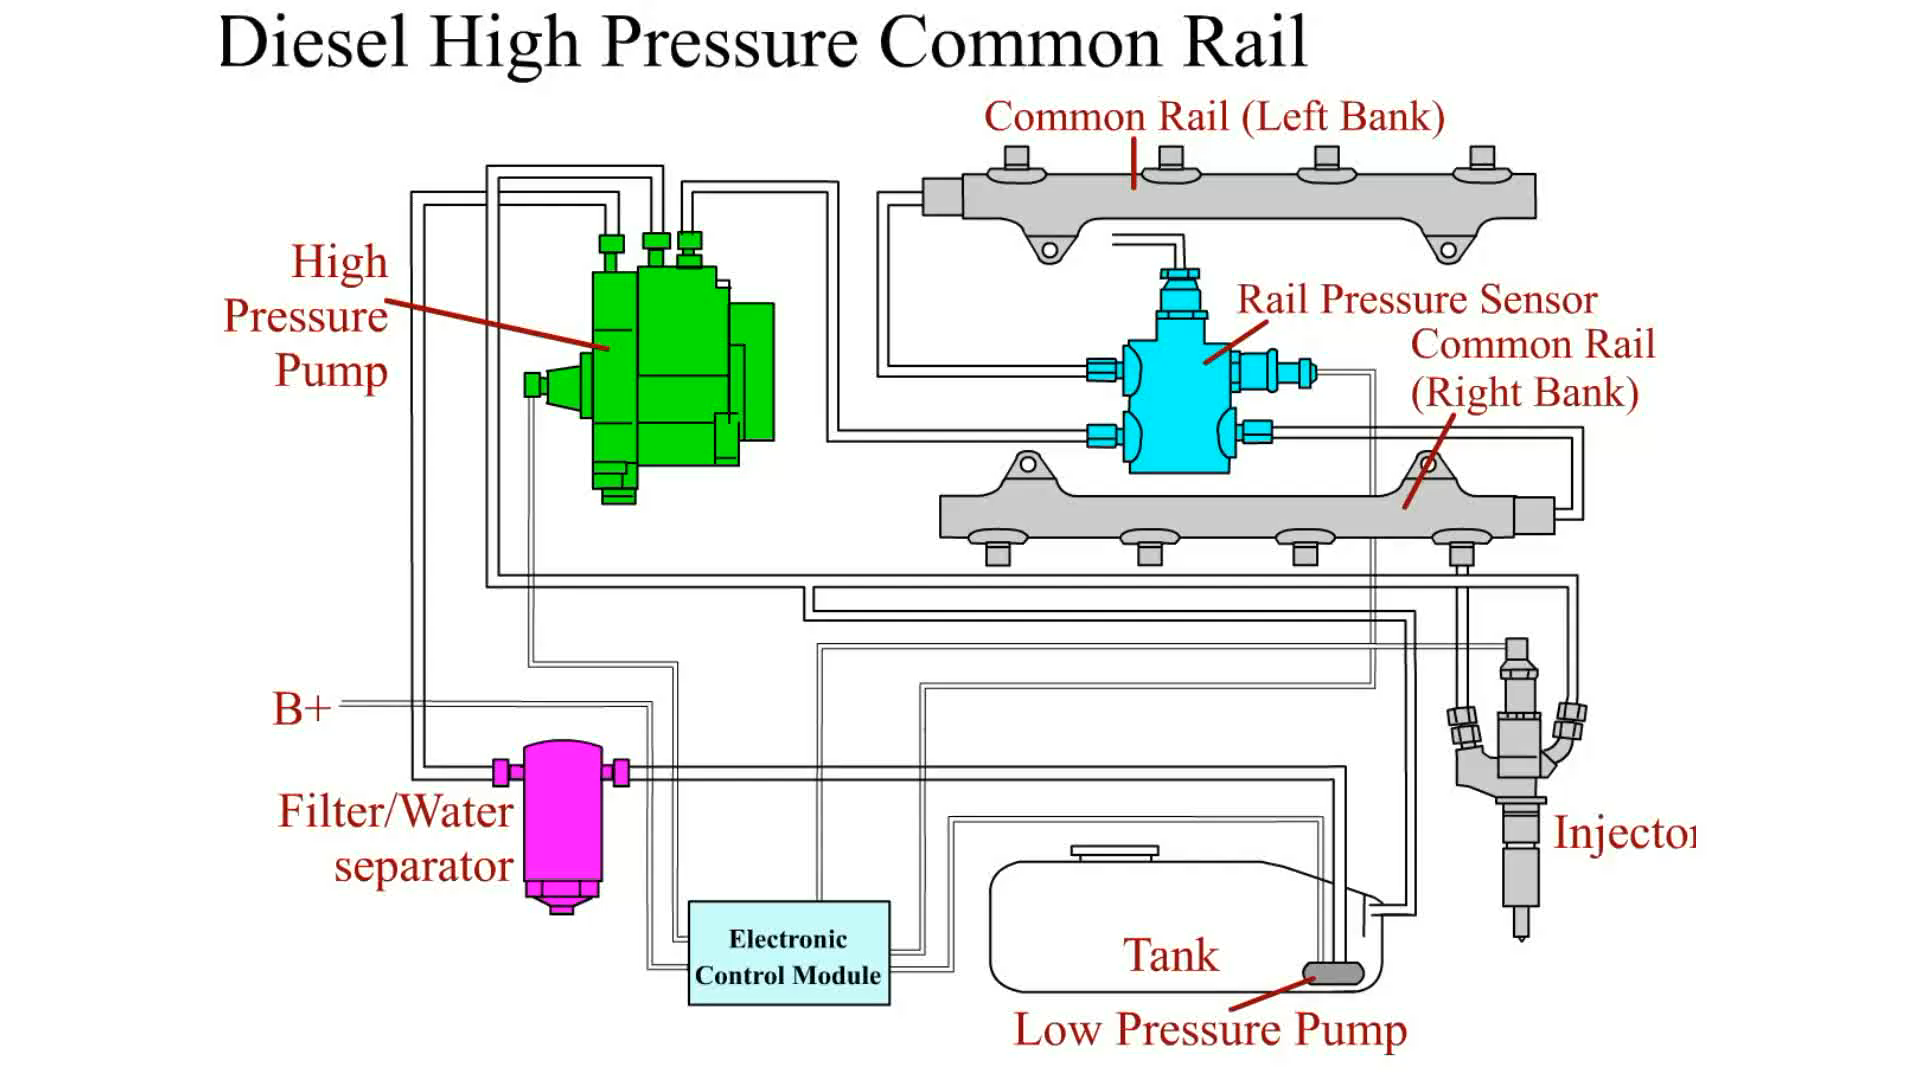 Diesel High Pressure Common Rail
Common Rail (Left Bank)
High
Pressure
Pump
Rail Pressure Sensor
Common Rail
(Right Bank)
B+
Filter/Water
separator
Injector
Electronic
Control Module
Tank
Low Pressure Pump